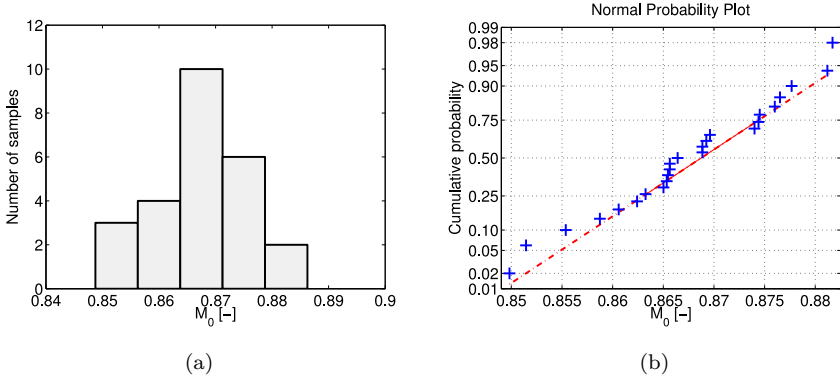 12
10
8
6
4
2
0
Number of samples
0.84 0.85 0.86 0.87 0.88 0.89 0.9
M0 [-]
(a)
Normal Probability Plot
0.99
0.98
0.95
0.90
0.75
0.50
0.25
0.10
0.05
0.02
0.01
Cumulative probability
0.85 0.855 0.86 0.865 0.87 0.875 0.88
M0 [-]
(b)